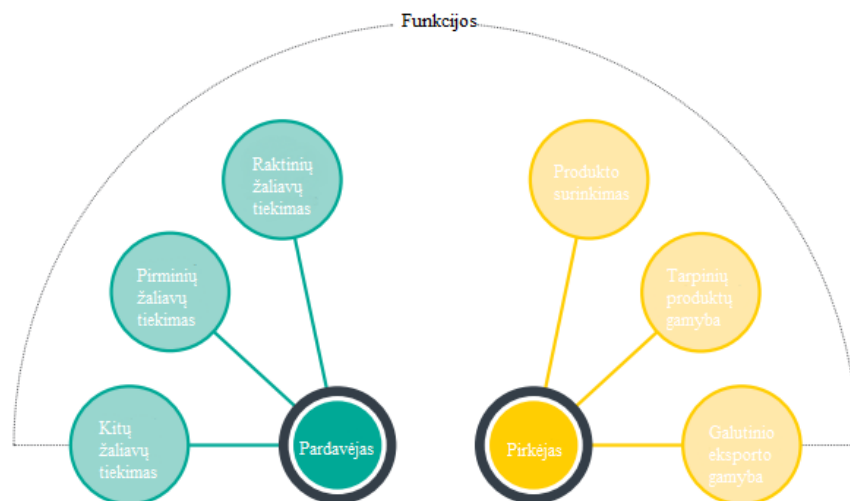 Funkcijos
Raktinių
žaliavų
tiekimas
Pirminių
žaliavų
tiekimas
Kitų
žaliavų
tiekimas
Pardavėjas
Produkto
surinkimas
Tarpinių
produktų
gamyba
Galutinio
eksporto
gamyba
Pirkėjas